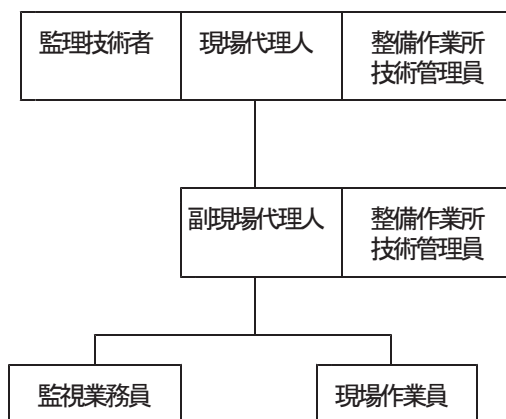 監理技術者
現場代理人
整備作業所
技術管理員
副現場代理人
整備作業所
技術管理員
監視業務員
現場作業員